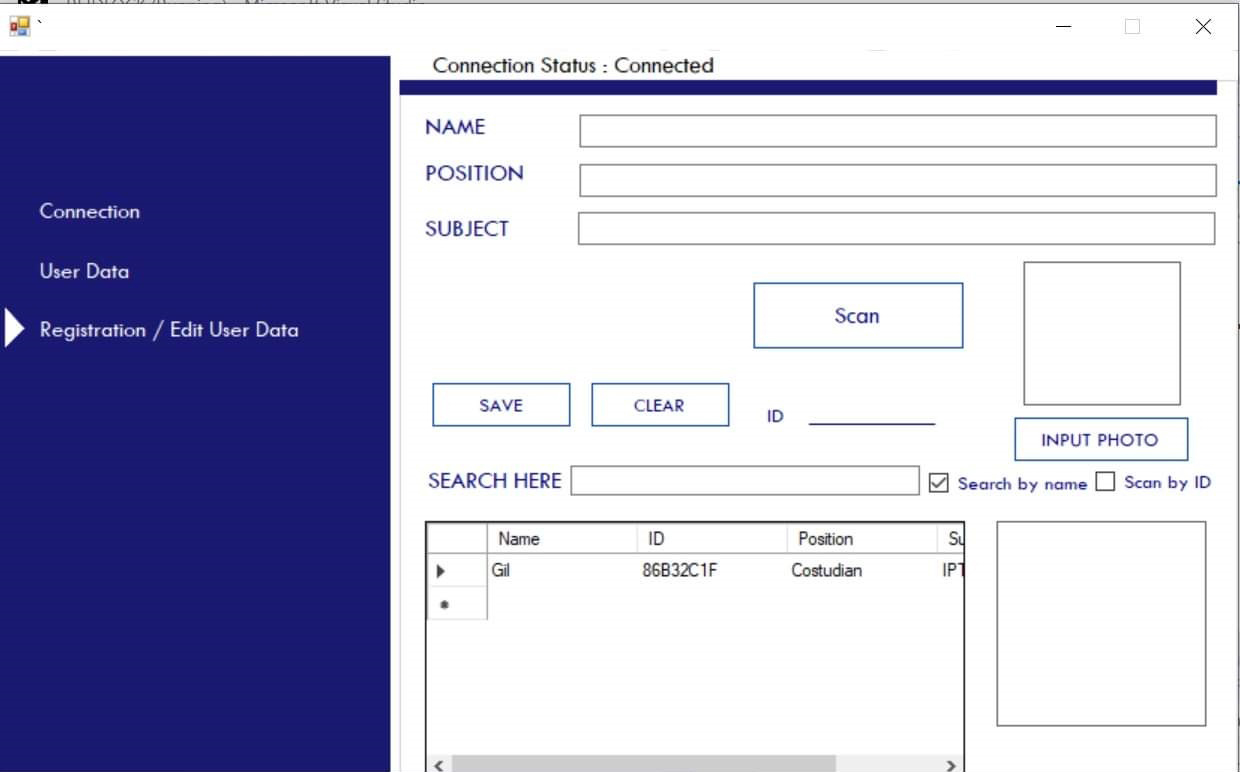 `
Connection Status : Connected
Connection
User Data
Registration / Edit User Data
NAME
POSITION
SUBJECT
Scan
SAVE
CLEAR
ID
INPUT PHOTO
SEARCH HERE
Search by name
Scan by ID
Name ID Position Su
Gil 86B32C1F Costudian IPT